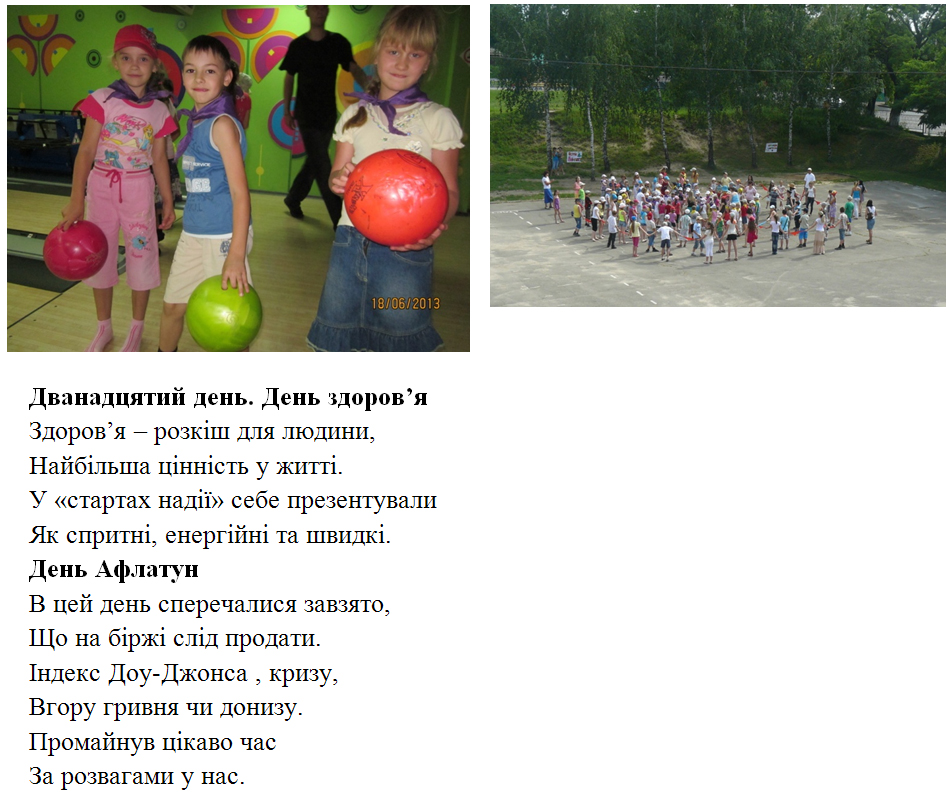 18/06/2013
Дванадцятий день. День здоров’я
Здоров’я – розкіш для людини,
Найбільша цінність у житті.
У «стартах надії» себе презентували
Як спритні, енергійні та швидкі.
День Афлатун
В цей день сперечалися завзято,
Що на біржі слід продати.
Індекс Доу-Джонса , кризу,
Вгору гривня чи донизу.
Промайнув цікаво час
За розвагами у нас.